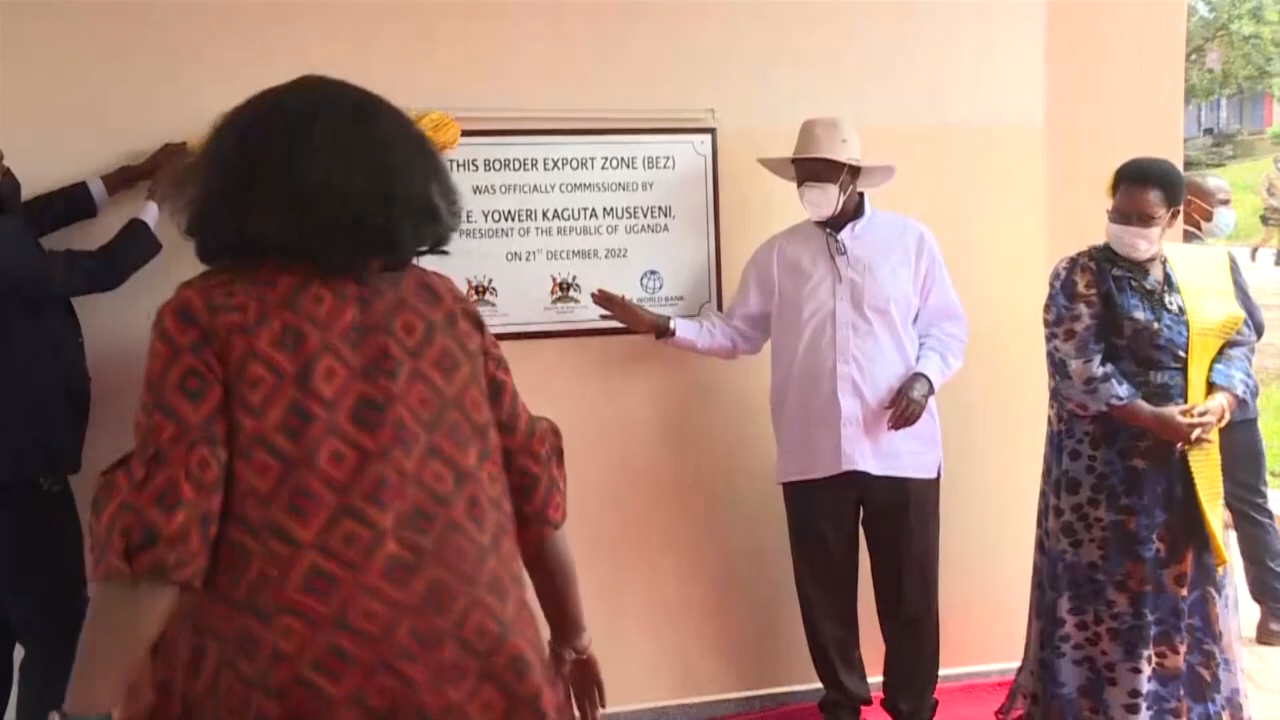 THIS BORDER EXPORT ZONE (BEZ)
WAS OFFICIALLY COMMISSIONED BY
.E. YOWERI KAGUTA MUSEVENI,
PRESIDENT OF THE REPUBLIC OF UGANDA
ON 21ST DECEMBER, 2022
WORLD BANK